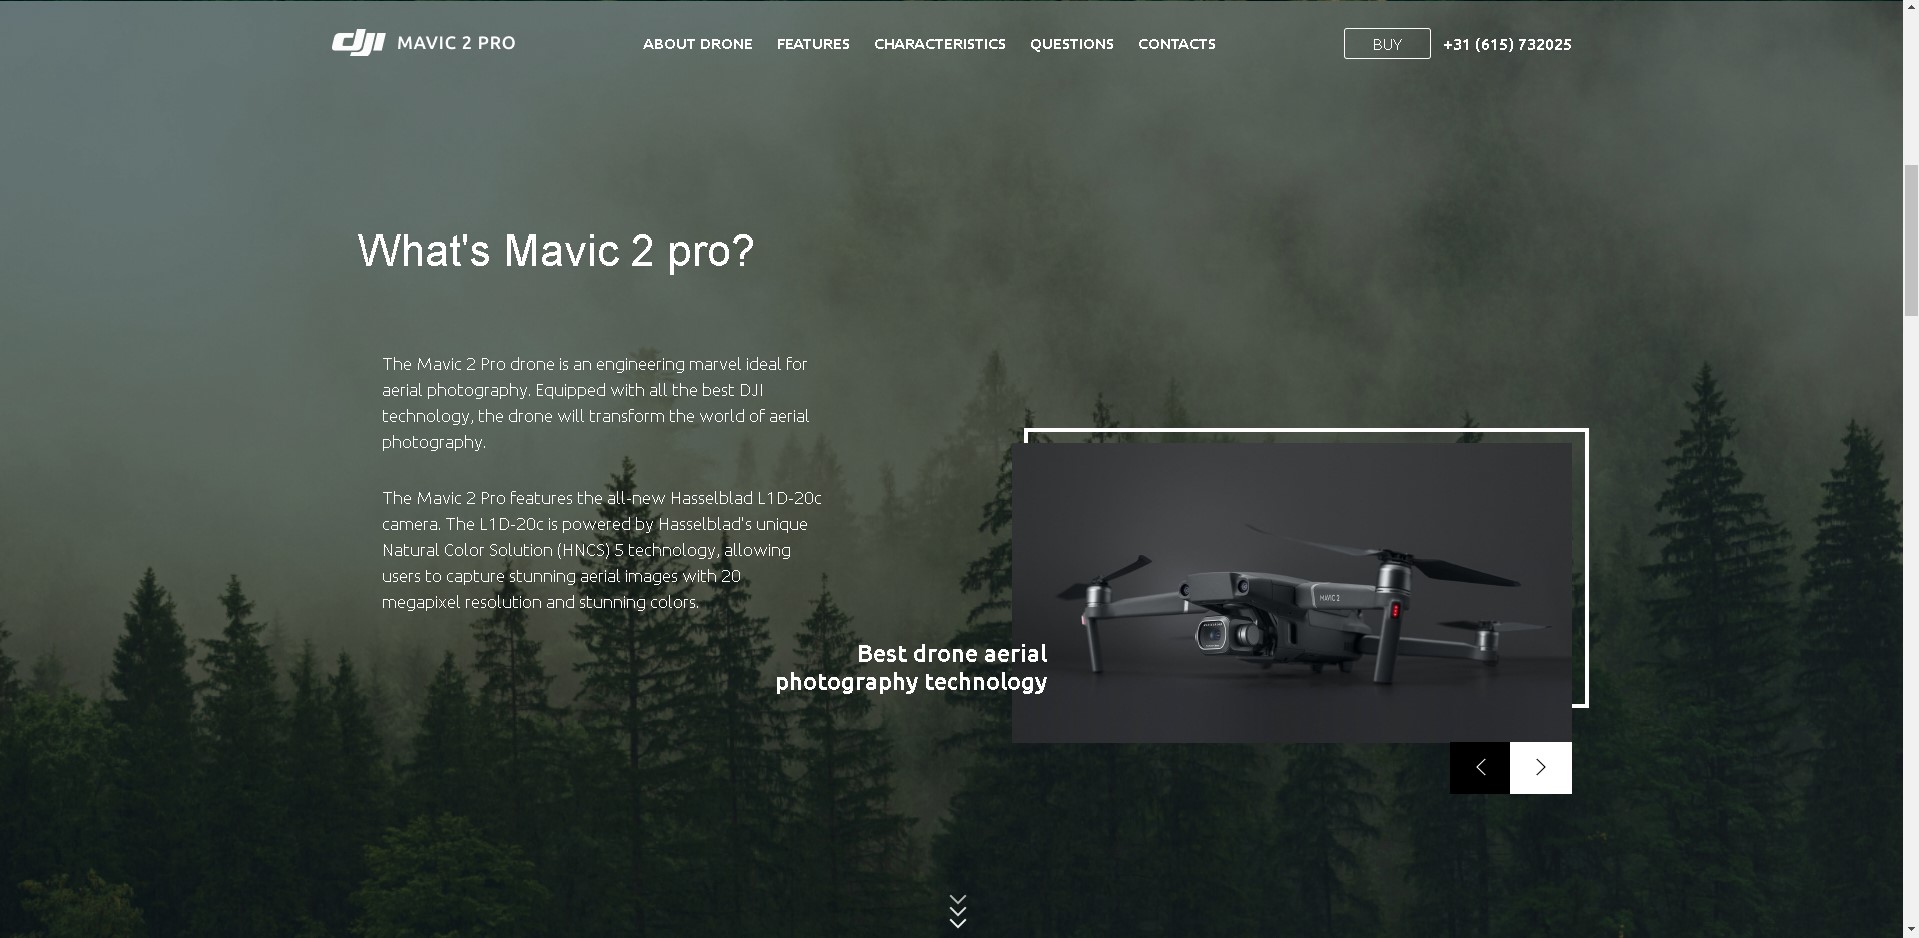 dji MAVIC 2 PRO
ABOUT DRONE FEATURES CHARACTERISTICS QUESTIONS CONTACTS
BUY +31 (615) 732025
What's Mavic 2 pro?
The Mavic 2 Pro drone is an engineering marvel ideal for
aerial photography. Equipped with all the best DJI
technology, the drone will transform the world of aerial
photography.
The Mavic 2 Pro features the all-new Hasselblad L1D-20c
camera. The L1D-20c is powered by Hasselblad's unique
Natural Color Solution (HNCS) 5 technology, allowing
users to capture stunning aerial images with 20
megapixel resolution and stunning colors.
Best drone aerial
photography technology
MAVIC 2